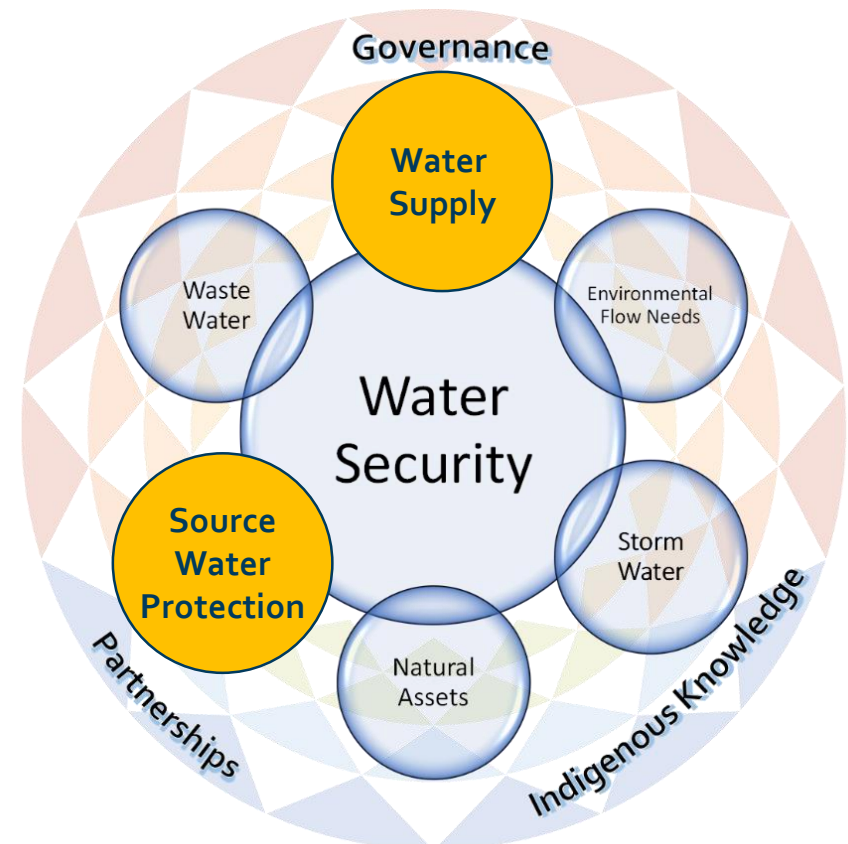 Governance
Water
Supply
Waste
Water
Environmental
Flow Needs
Water
Security
Source
Water
Protection
Storm
Water
Natural
Assets
Partnerships
Indigenous Knowledge